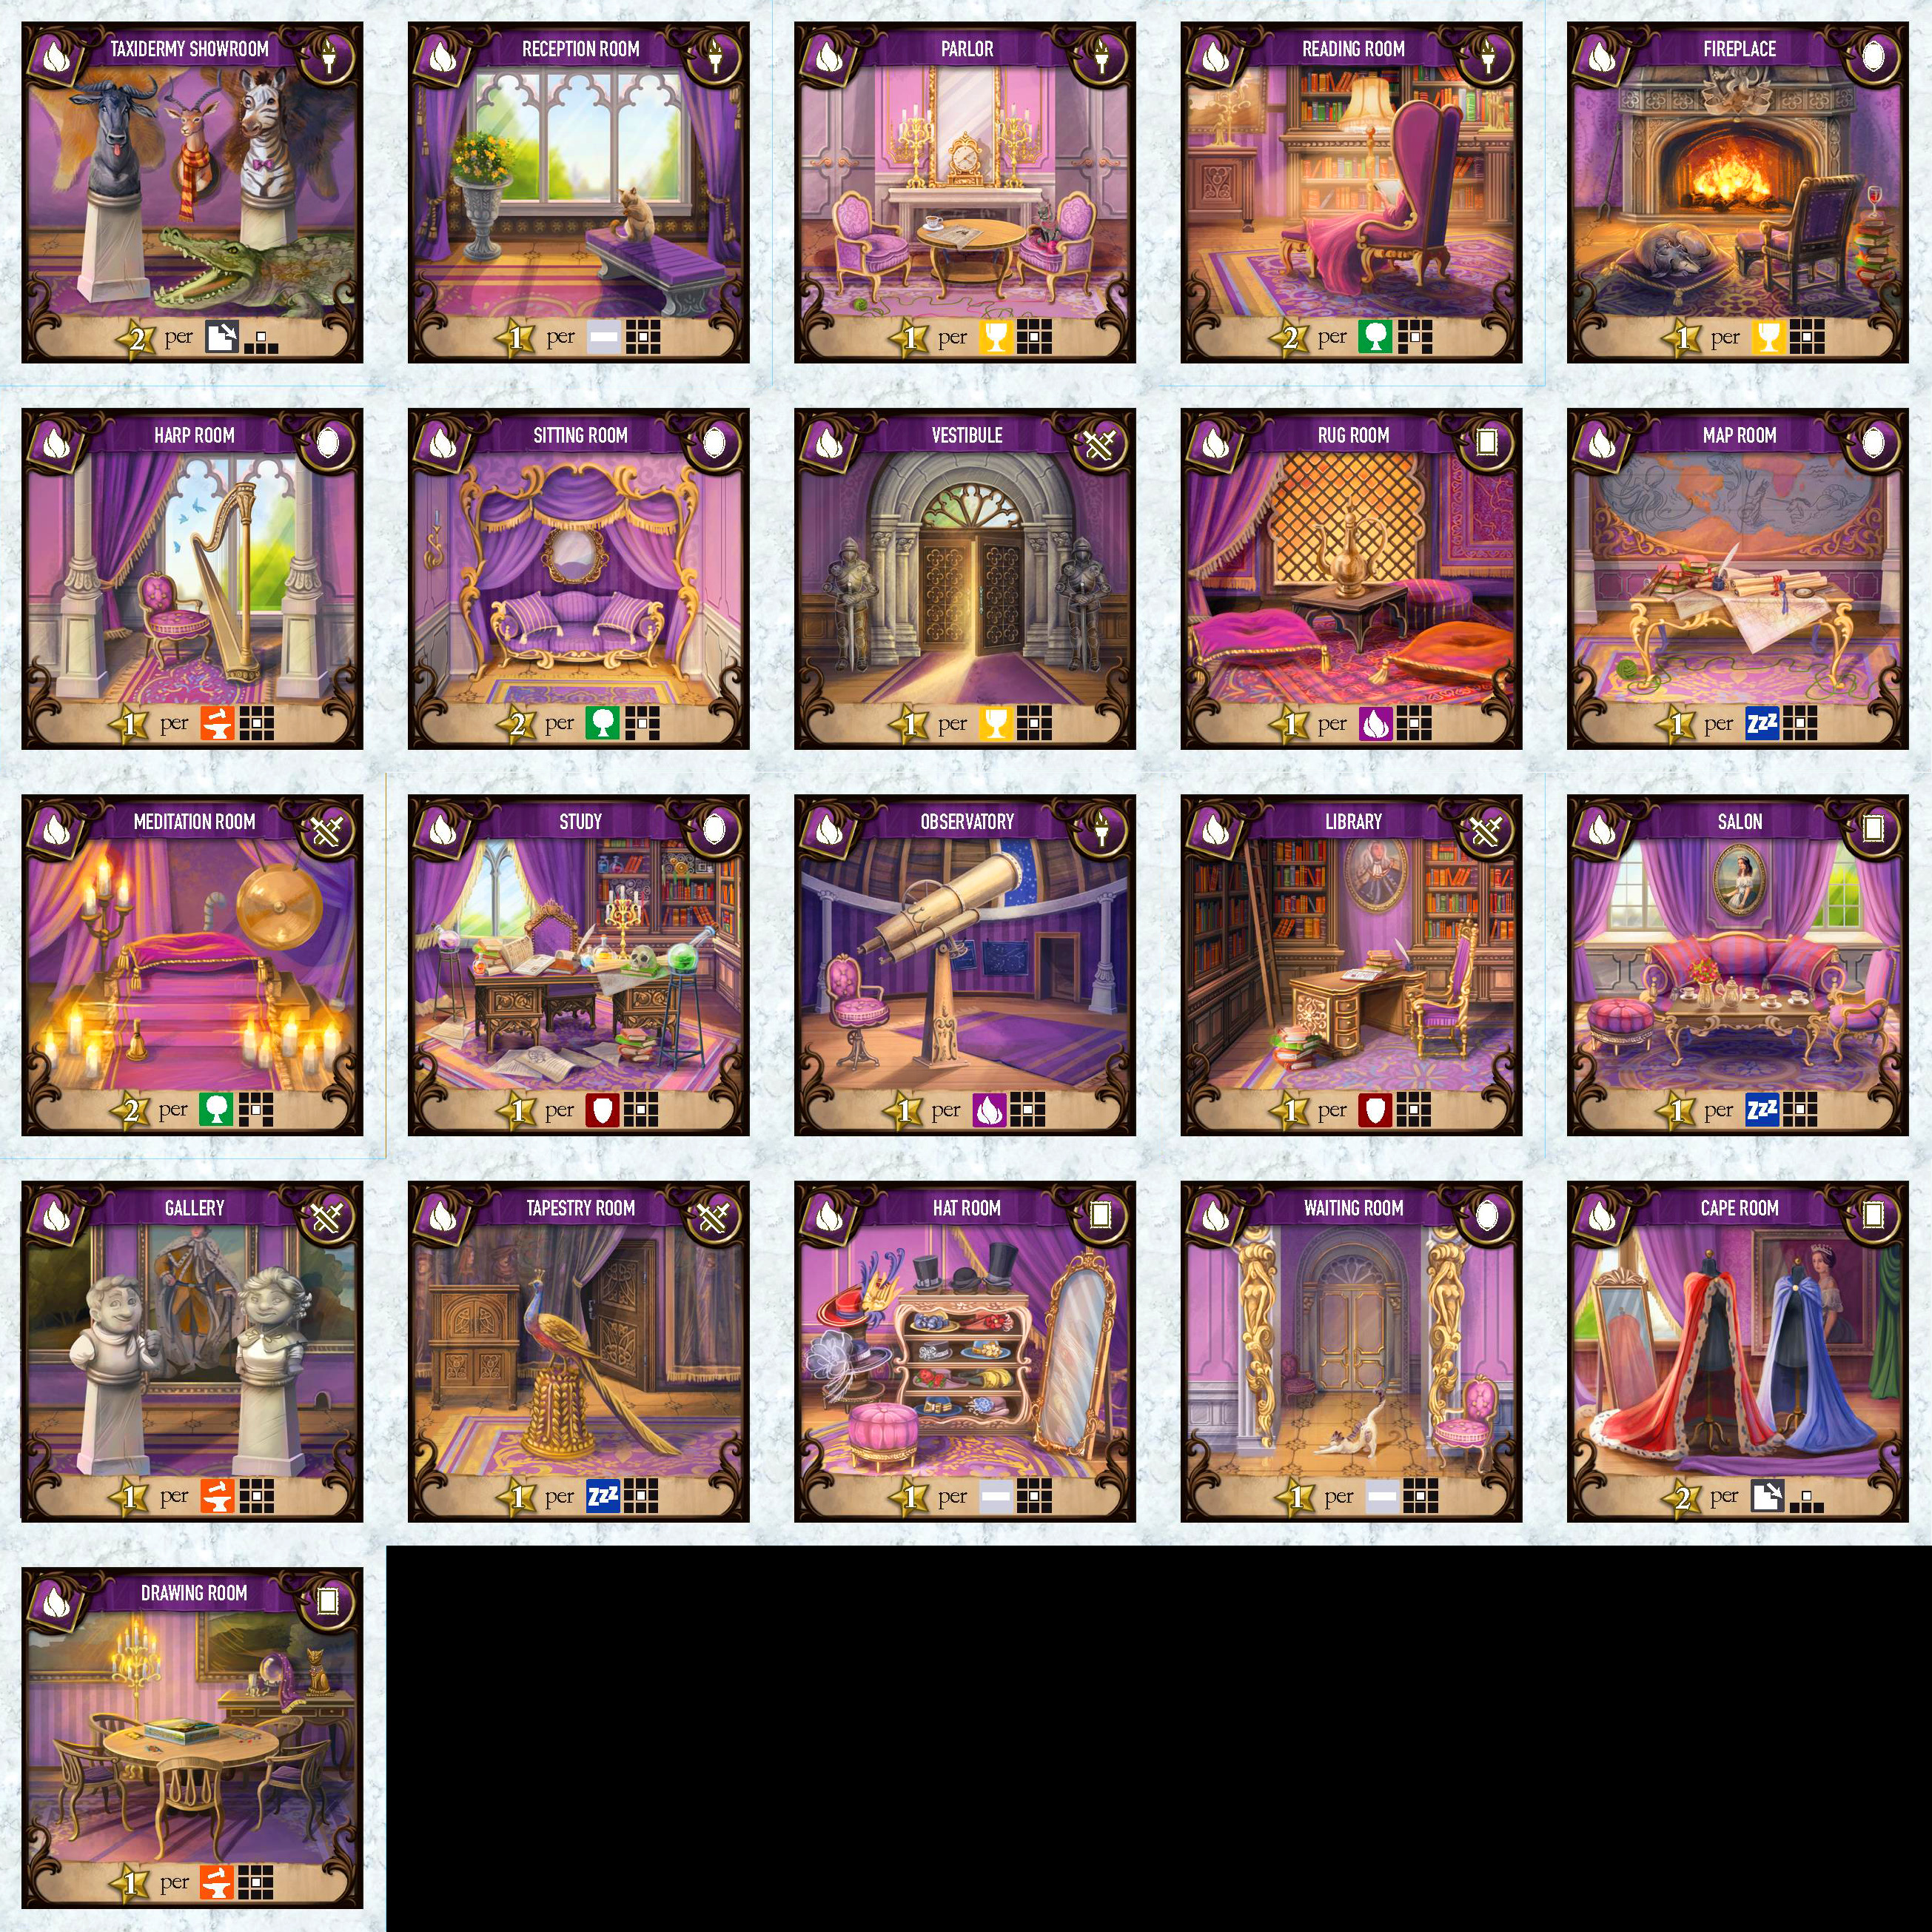 TAXIDERMY SHOWROOM
2 per
RECEPTION ROOM
1 per
PARLOR
1 per
READING ROOM
2 per
FIREPLACE
1 per
HARP ROOM
1 per
SITTING ROOM
2 per
VESTIBULE
1 per
RUG ROOM
1 per
MAP ROOM
1 per ZZZ
MEDITATION ROOM
2 per
STUDY
1 per
OBSERVATORY
1 per
LIBRARY
1 per
SALON
1 per ZZZ
GALLERY
1 per
TAPESTRY ROOM
1 per ZZZ
HAT ROOM
1 per
WAITING ROOM
1 per
CAPE ROOM
2 per
DRAWING ROOM
1 per